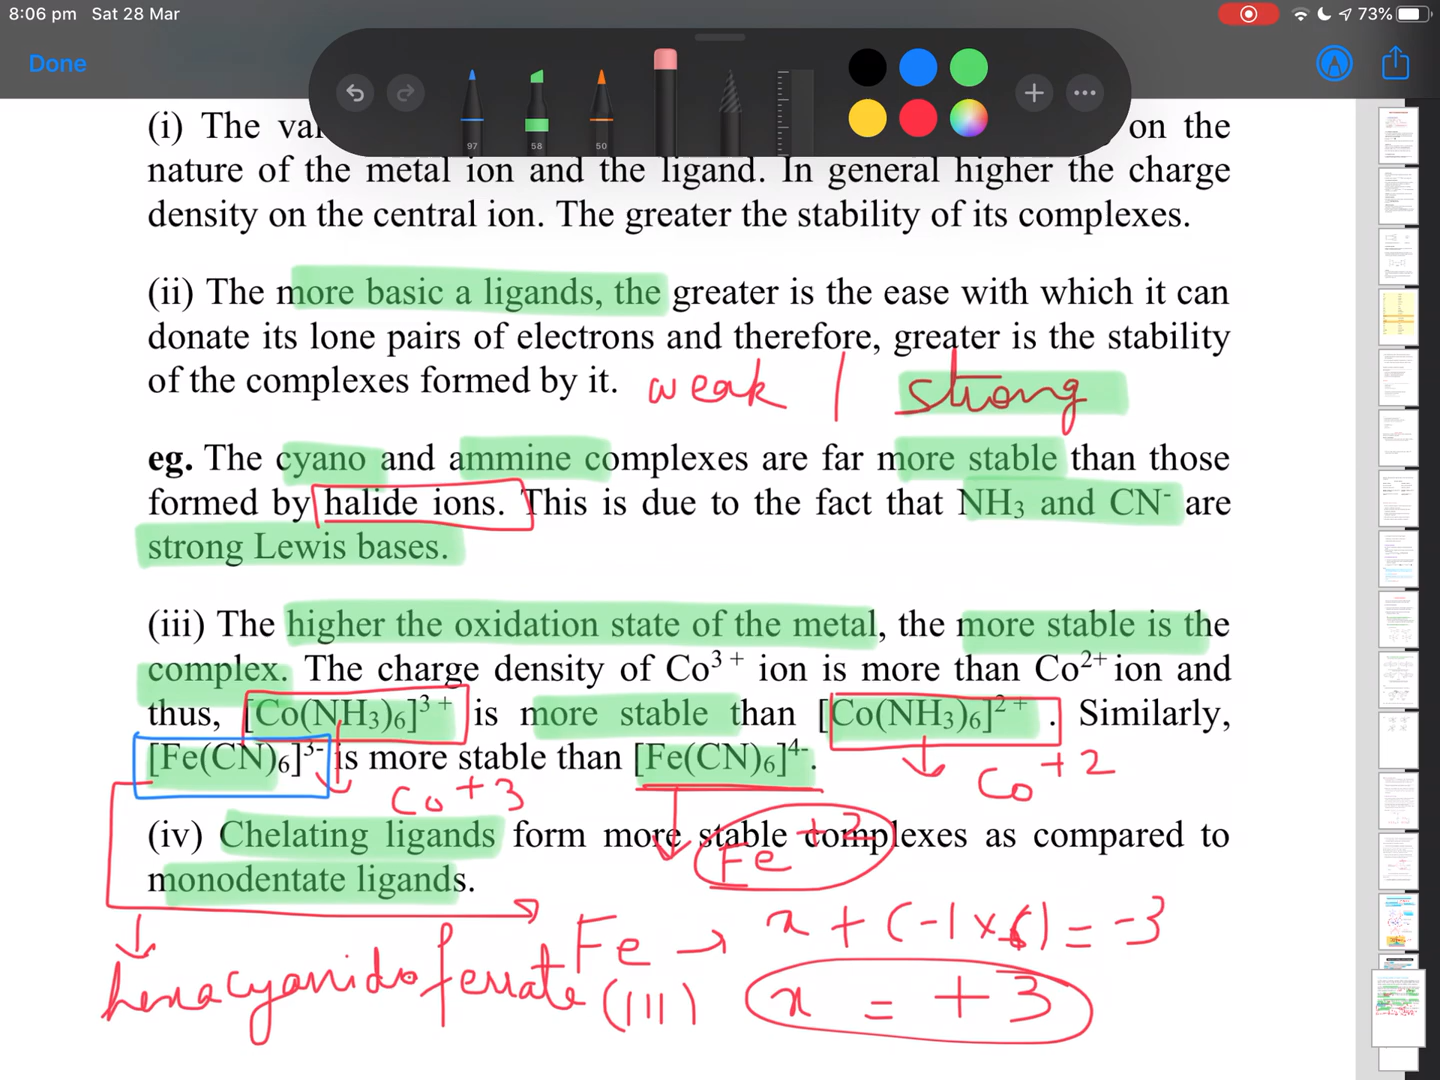 8:06 pm Sat 28 Mar
73%
Done
97 58 50
(i) The on the
nature of the metal ion and the ligand. In general higher the charge
density on the central ion. The greater the stability of its complexes.
(ii) The more basic a ligands, the greater is the ease with which it can
donate its lone pairs of electrons and therefore, greater is the stability
of the complexes formed by it. weak | strong
eg. The cyano and ammine complexes are far more stable than those
formed by halide ions. This is due to the fact that NH3 and CN- are
strong Lewis bases.
(iii) The higher the oxidation state of the metal, the more stable is the
complex. The charge density of Co3+ ion is more than Co2+ ion and
thus, [Co(NH3)6]3+ is more stable than [Co(NH3)6]2+ . Similarly,
[Fe(CN)6]3- is more stable than [Fe(CN)6]4-.
Co+3 Co+2
(iv) Chelating ligands form more stable complexes as compared to
Fe+2
monodentate ligands.
Fe → x + (-1×6) = -3
hexacyanidoferrate (III) x = +3